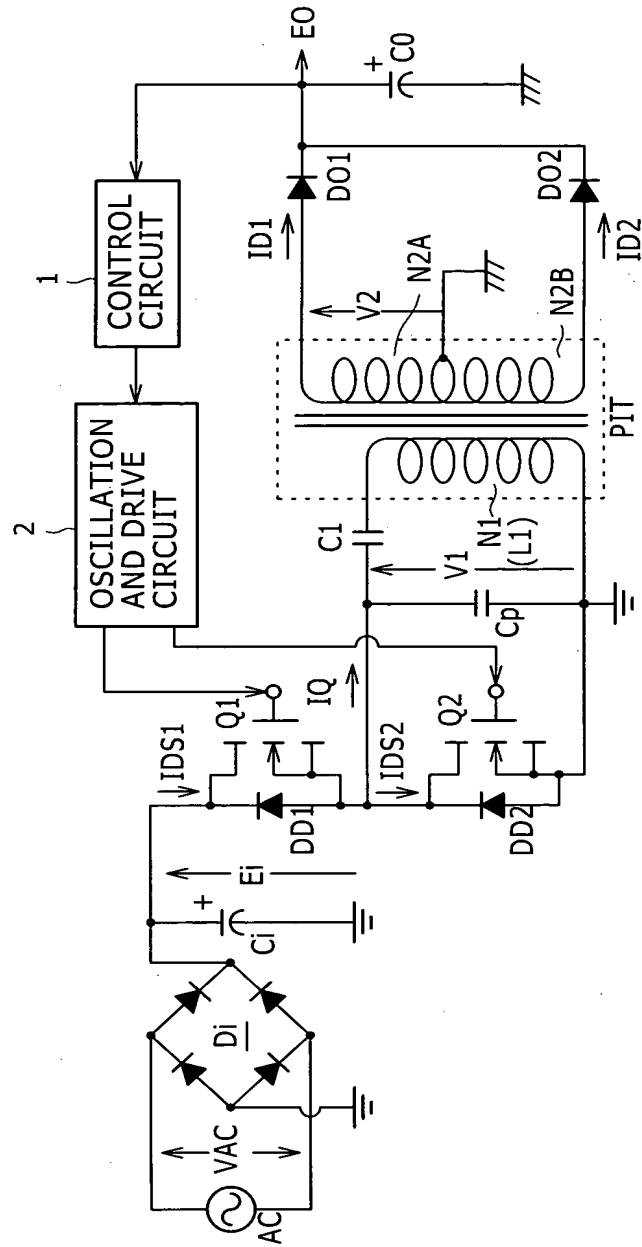 AC
VAC
Di
Ci
+
Ei
IDS1
DD1
Q1
IDS2
DD2
Q2
IQ
2
OSCILLATION
AND DRIVE
CIRCUIT
1
CONTROL
CIRCUIT
C1
V1
Cp
N1
(L1)
PIT
N2A
N2B
V2
ID1
DO1
ID2
DO2
+
C0
EO